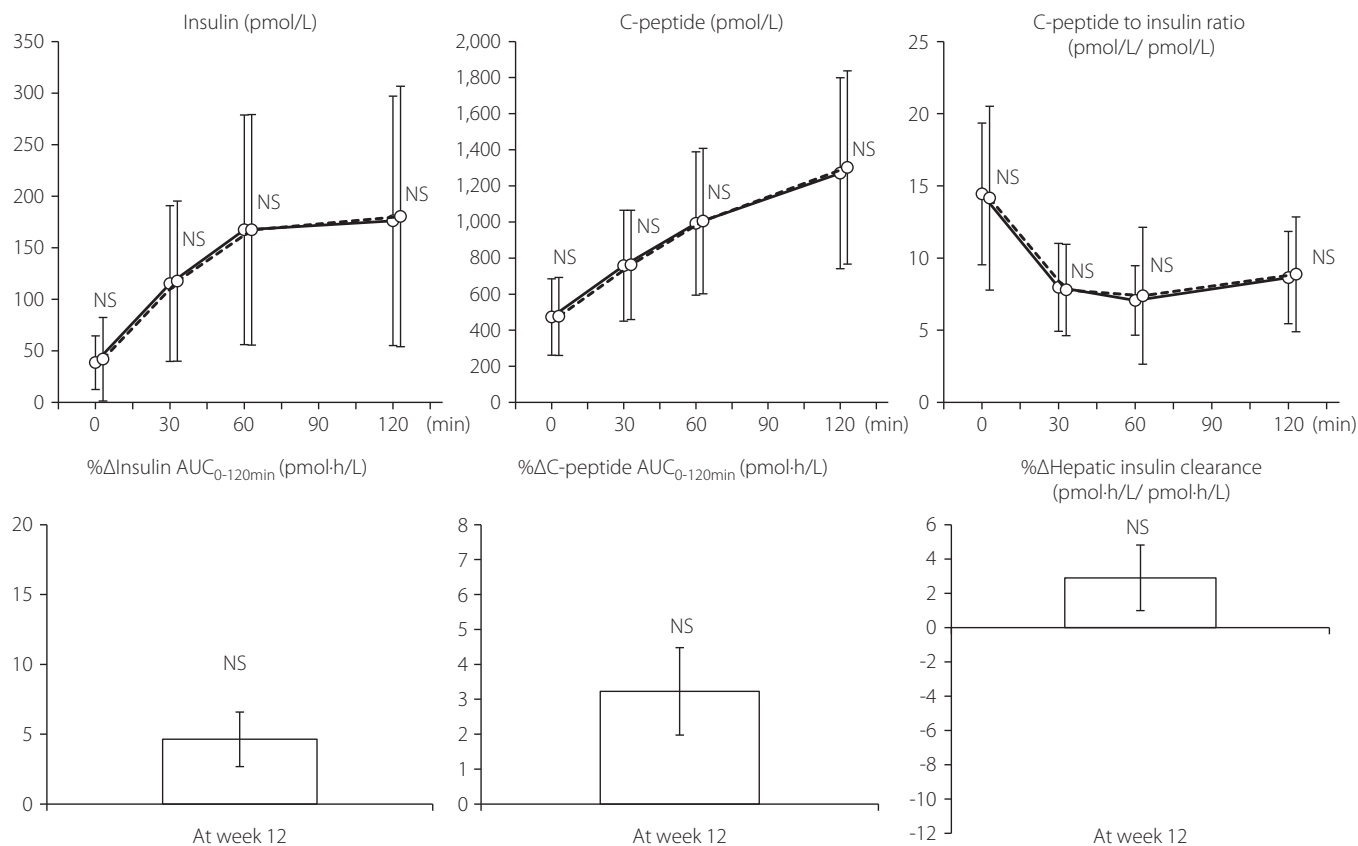 Insulin (pmol/L)
350
300
250
200
150
100
50
0
NS
NS
NS
NS
0 30 60 90 120 (min)
C-peptide (pmol/L)
2,000
1,800
1,600
1,400
1,200
1,000
800
600
400
200
0
NS
NS
NS
NS
0 30 60 90 120 (min)
C-peptide to insulin ratio
(pmol/L/ pmol/L)
25
20
15
10
5
0
NS
NS
NS
NS
0 30 60 90 120 (min)
%ΔInsulin AUC0-120min (pmol·h/L)
20
15
10
5
0
NS
At week 12
%ΔC-peptide AUC0-120min (pmol·h/L)
8
7
6
5
4
3
2
1
0
NS
At week 12
%ΔHepatic insulin clearance
(pmol·h/L/ pmol·h/L)
6
4
2
0
-2
-4
-6
-8
-10
-12
NS
At week 12